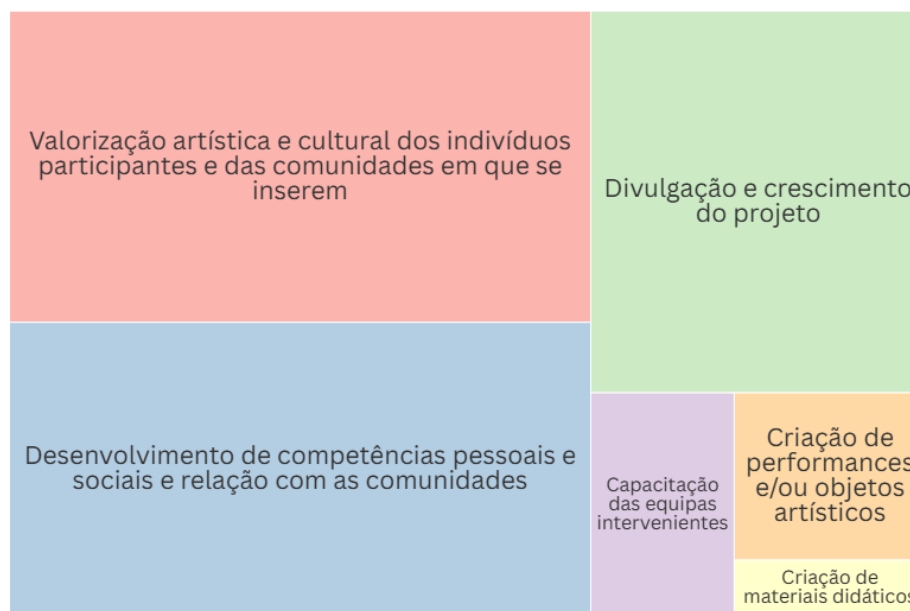 Valorização artística e cultural dos indivíduos
participantes e das comunidades em que se
inserem
Divulgação e crescimento
do projeto
Desenvolvimento de competências pessoais e
sociais e relação com as comunidades
Capacitação
das equipas
intervenientes
Criação de
performances
e/ou objetos
artísticos
Criação de
materiais didáticos